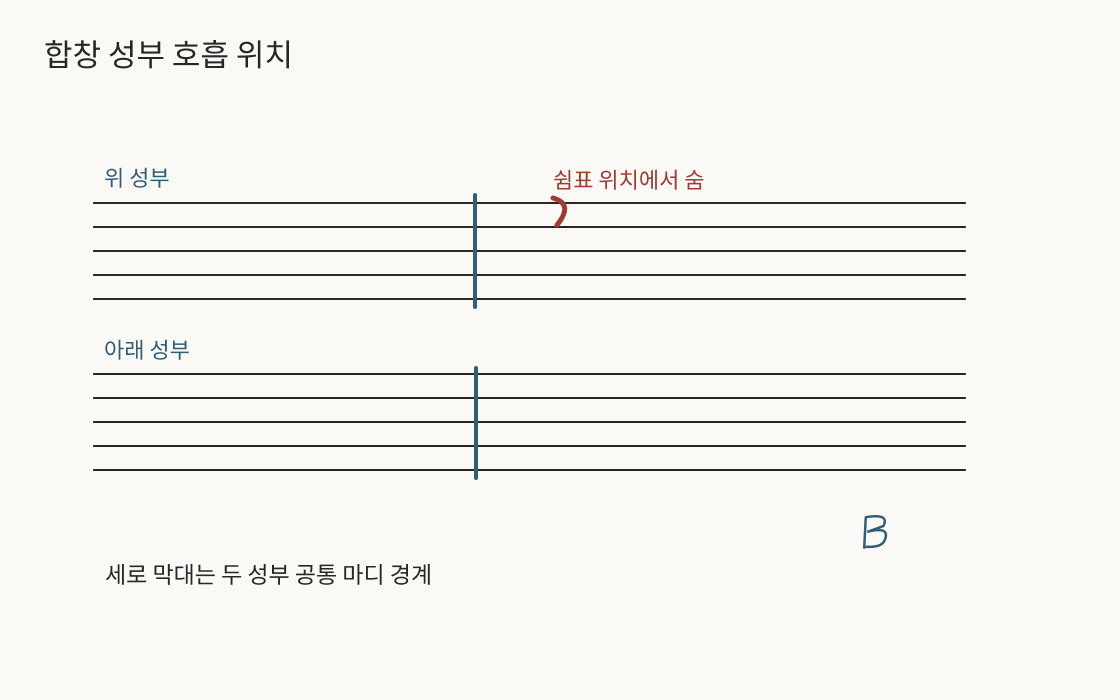 합창 성부 호흡 위치
위 성부
쉼표 위치에서 숨
아래 성부
B
세로 막대는 두 성부 공통 마디 경계